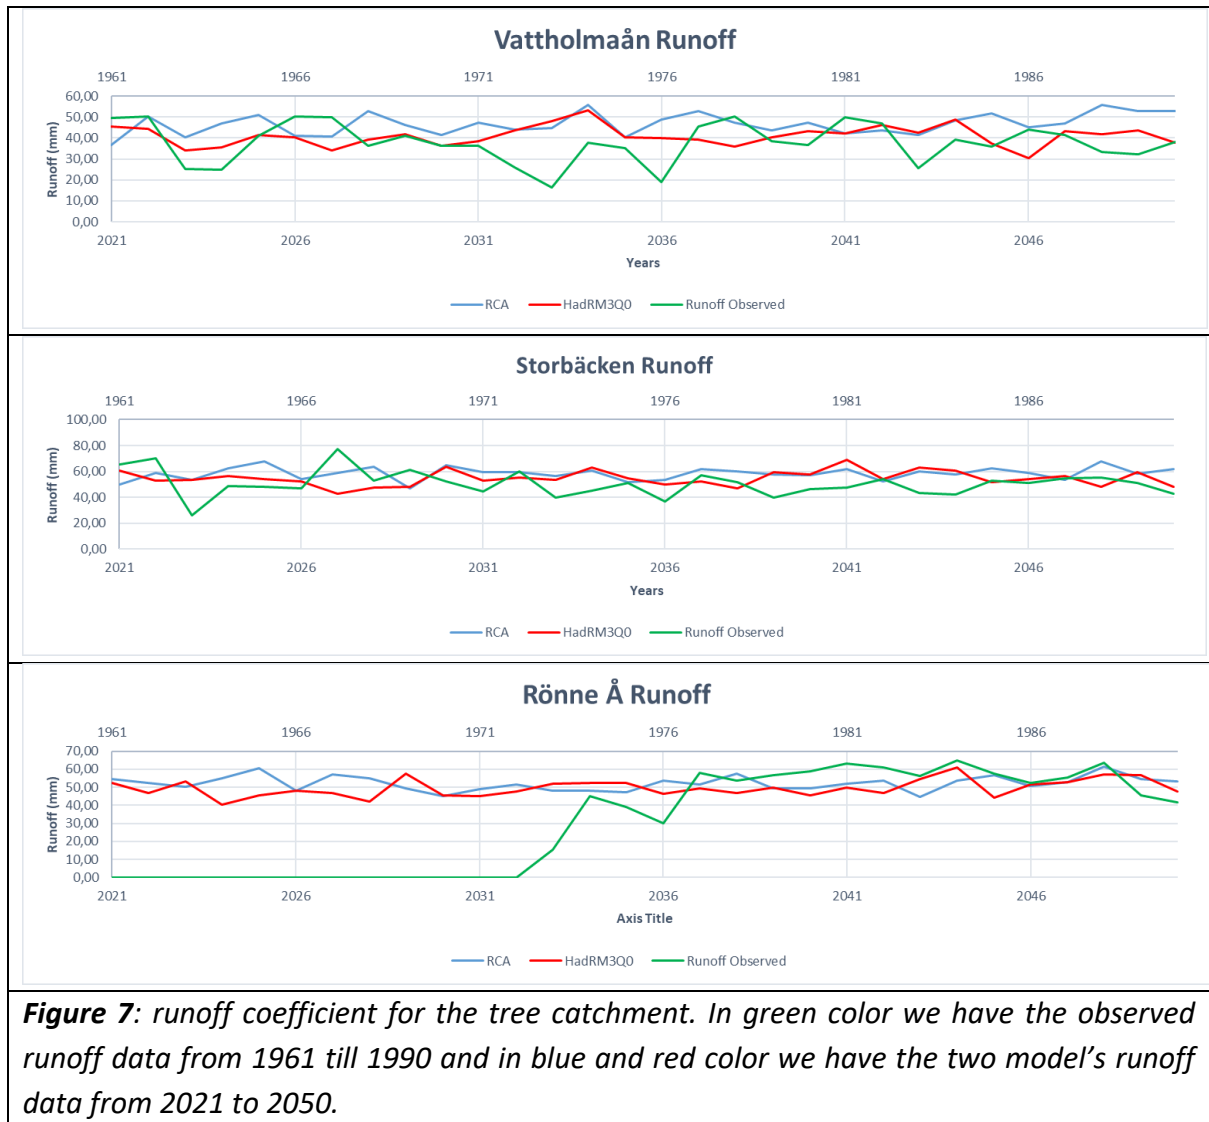 Vattholmaån Runoff
1961 1966 1971 1976 1981 1986
60,00
50,00
40,00
30,00
20,00
10,00
0,00
Runoff (mm)
2021 2026 2031 2036 2041 2046
Years
RCA HadRM3Q0 Runoff Observed
Storbäcken Runoff
1961 1966 1971 1976 1981 1986
100,00
80,00
60,00
40,00
20,00
0,00
Runoff (mm)
2021 2026 2031 2036 2041 2046
Years
RCA HadRM3Q0 Runoff Observed
Rönne Å Runoff
1961 1966 1971 1976 1981 1986
70,00
60,00
50,00
40,00
30,00
20,00
10,00
0,00
Runoff (mm)
2021 2026 2031 2036 2041 2046
Axis Title
RCA HadRM3Q0 Runoff Observed
Figure 7: runoff coefficient for the tree catchment. In green color we have the observed
runoff data from 1961 till 1990 and in blue and red color we have the two model's runoff
data from 2021 to 2050.